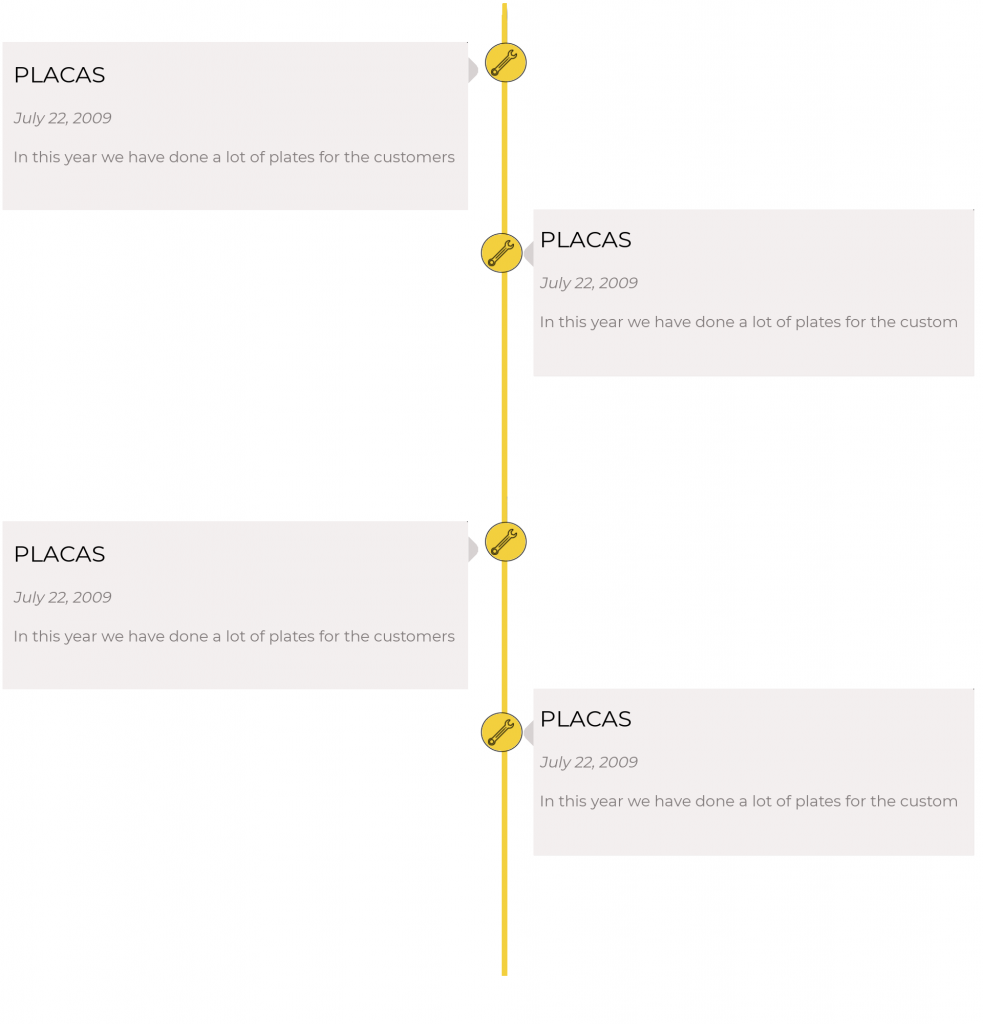 PLACAS
July 22, 2009
In this year we have done a lot of plates for the customers
PLACAS
July 22, 2009
In this year we have done a lot of plates for the custom
PLACAS
July 22, 2009
In this year we have done a lot of plates for the customers
PLACAS
July 22, 2009
In this year we have done a lot of plates for the custom